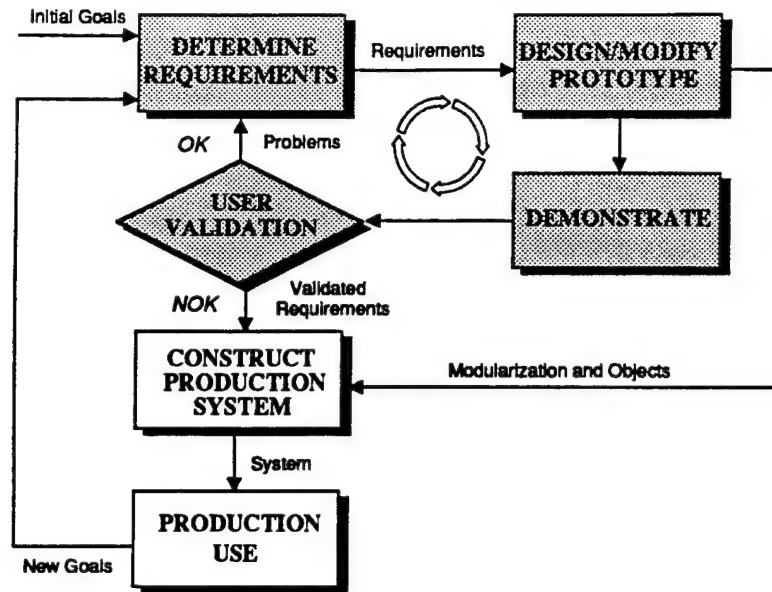 Initial Goals
DETERMINE
REQUIREMENTS
Requirements
DESIGN/MODIFY
PROTOTYPE
OK
Problems
USER
VALIDATION
DEMONSTRATE
NOK
Validated
Requirements
CONSTRUCT
PRODUCTION
SYSTEM
Modularization and Objects
System
PRODUCTION
USE
New Goals